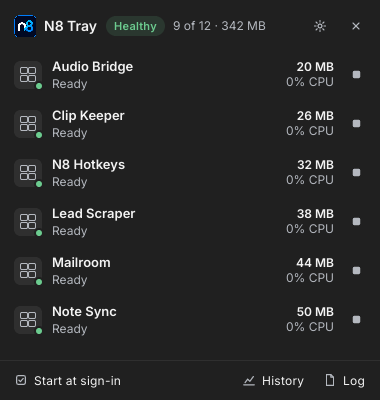 n8 N8 Tray Healthy 9 of 12 · 342 MB
Audio Bridge 20 MB
Ready 0% CPU
Clip Keeper 26 MB
Ready 0% CPU
N8 Hotkeys 32 MB
Ready 0% CPU
Lead Scraper 38 MB
Ready 0% CPU
Mailroom 44 MB
Ready 0% CPU
Note Sync 50 MB
Ready 0% CPU
Start at sign-in History Log